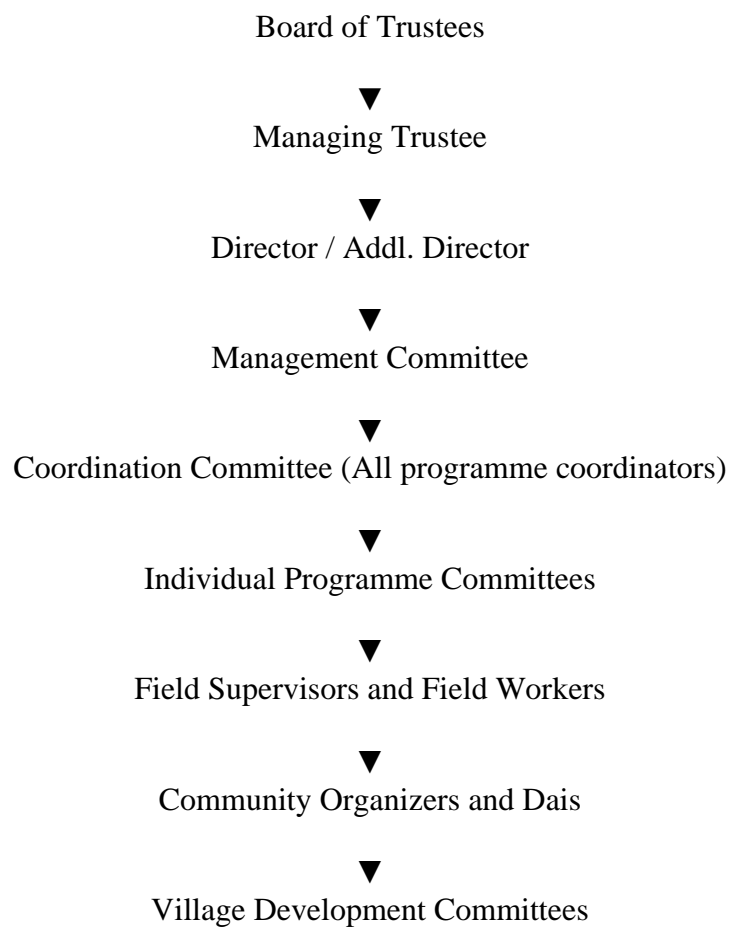 Board of Trustees
▼
Managing Trustee
▼
Director / Addl. Director
▼
Management Committee
▼
Coordination Committee (All programme coordinators)
▼
Individual Programme Committees
▼
Field Supervisors and Field Workers
▼
Community Organizers and Dais
▼
Village Development Committees